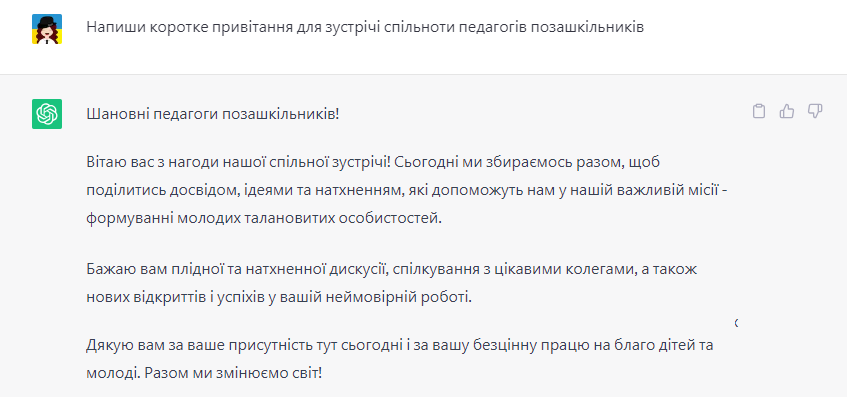 Напиши коротке привітання для зустрічі спільноти педагогів позашкільників
Шановні педагоги позашкільників!
Вітаю вас з нагоди нашої спільної зустрічі! Сьогодні ми збираємось разом, щоб
поділитись досвідом, ідеями та натхненням, які допоможуть нам у нашій важливій місії -
формуванні молодих талановитих особистостей.
Бажаю вам плідної та натхненної дискусії, спілкування з цікавими колегами, а також
нових відкриттів і успіхів у вашій неймовірній роботі.
Дякую вам за ваше присутність тут сьогодні і за вашу безцінну працю на благо дітей та
молоді. Разом ми змінюємо світ!